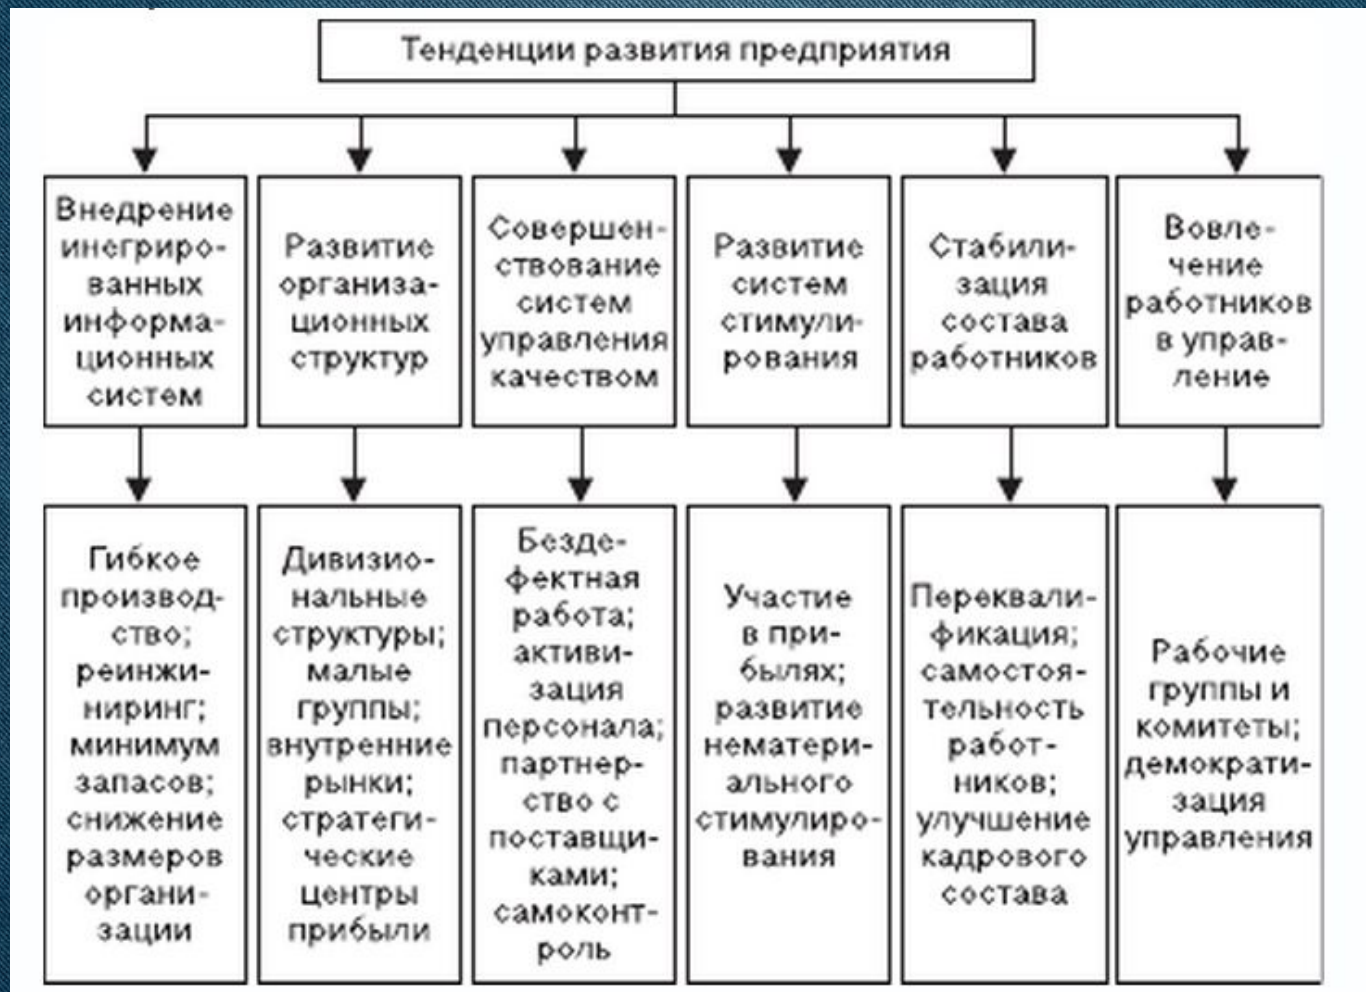 Тенденции развития предприятия
Внедрение
инегриро-
ванных
информа-
ционных
систем
Развитие
организа-
ционных
структур
Совершен-
ствование
систем
управления
качеством
Развитие
систем
стимули-
рования
Стабили-
зация
состава
работников
Вовле-
чение
работников
в управ-
ление
Гибкое
производ-
ство;
реинжи-
ниринг;
минимум
запасов;
снижение
размеров
органи-
зации
Дивизио-
нальные
структуры;
малые
группы;
внутренние
рынки;
стратеги-
ческие
центры
прибыли
Безде-
фектная
работа;
активи-
зация
персонала;
партнер-
ство с
поставщи-
ками;
самоконт-
роль
Участие
в при-
былях;
развитие
нематери-
ального
стимулиро-
вания
Переквали-
фикация;
самостоя-
тельность
работ-
ников;
улучшение
кадрового
состава
Рабочие
группы и
комитеты;
демократи-
зация
управления